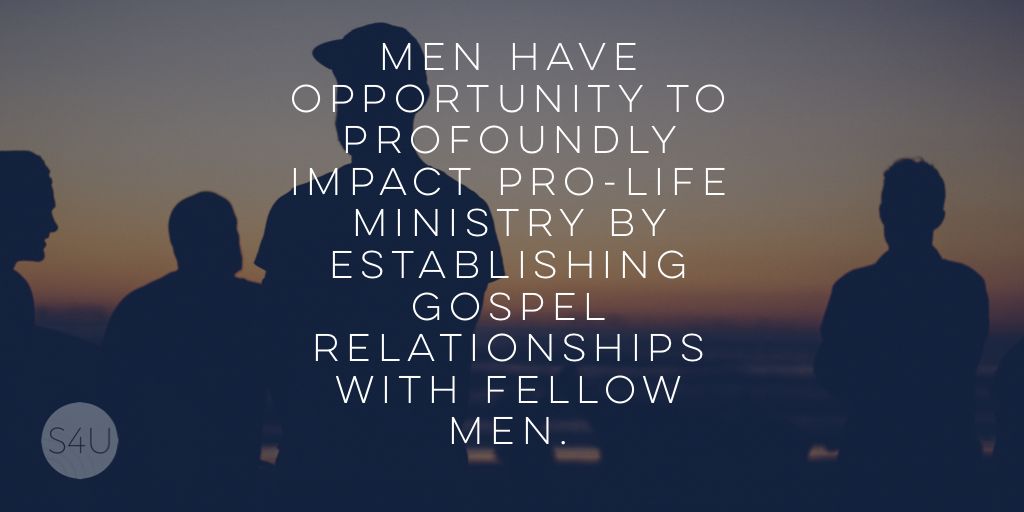 MEN HAVE
OPPORTUNITY TO
PROFOUNDLY
IMPACT PRO-LIFE
MINISTRY BY
ESTABLISHING
GOSPEL
RELATIONSHIPS
WITH FELLOW
MEN.
S4U